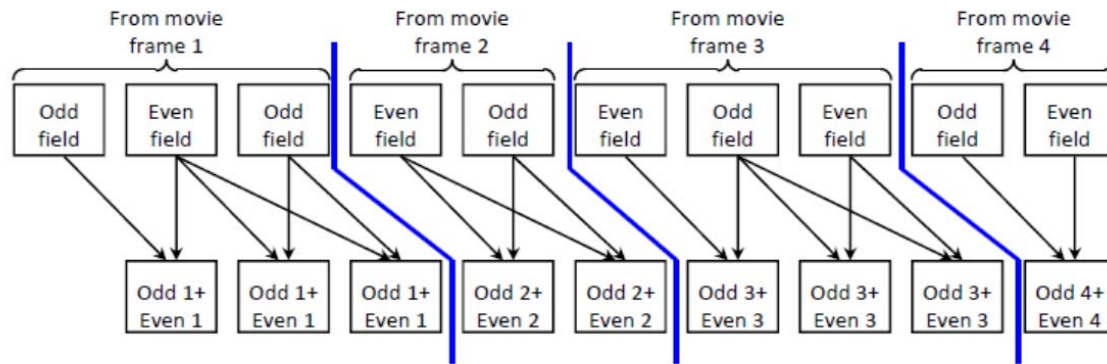 From movie
frame 1
From movie
frame 2
From movie
frame 3
From movie
frame 4
Odd
field
Even
field
Odd
field
Even
field
Odd
field
Even
field
Odd
field
Even
field
Odd
field
Even
field
Odd 1+
Even 1
Odd 1+
Even 1
Odd 1+
Even 1
Odd 2+
Even 2
Odd 2+
Even 2
Odd 3+
Even 3
Odd 3+
Even 3
Odd 3+
Even 3
Odd 4+
Even 4